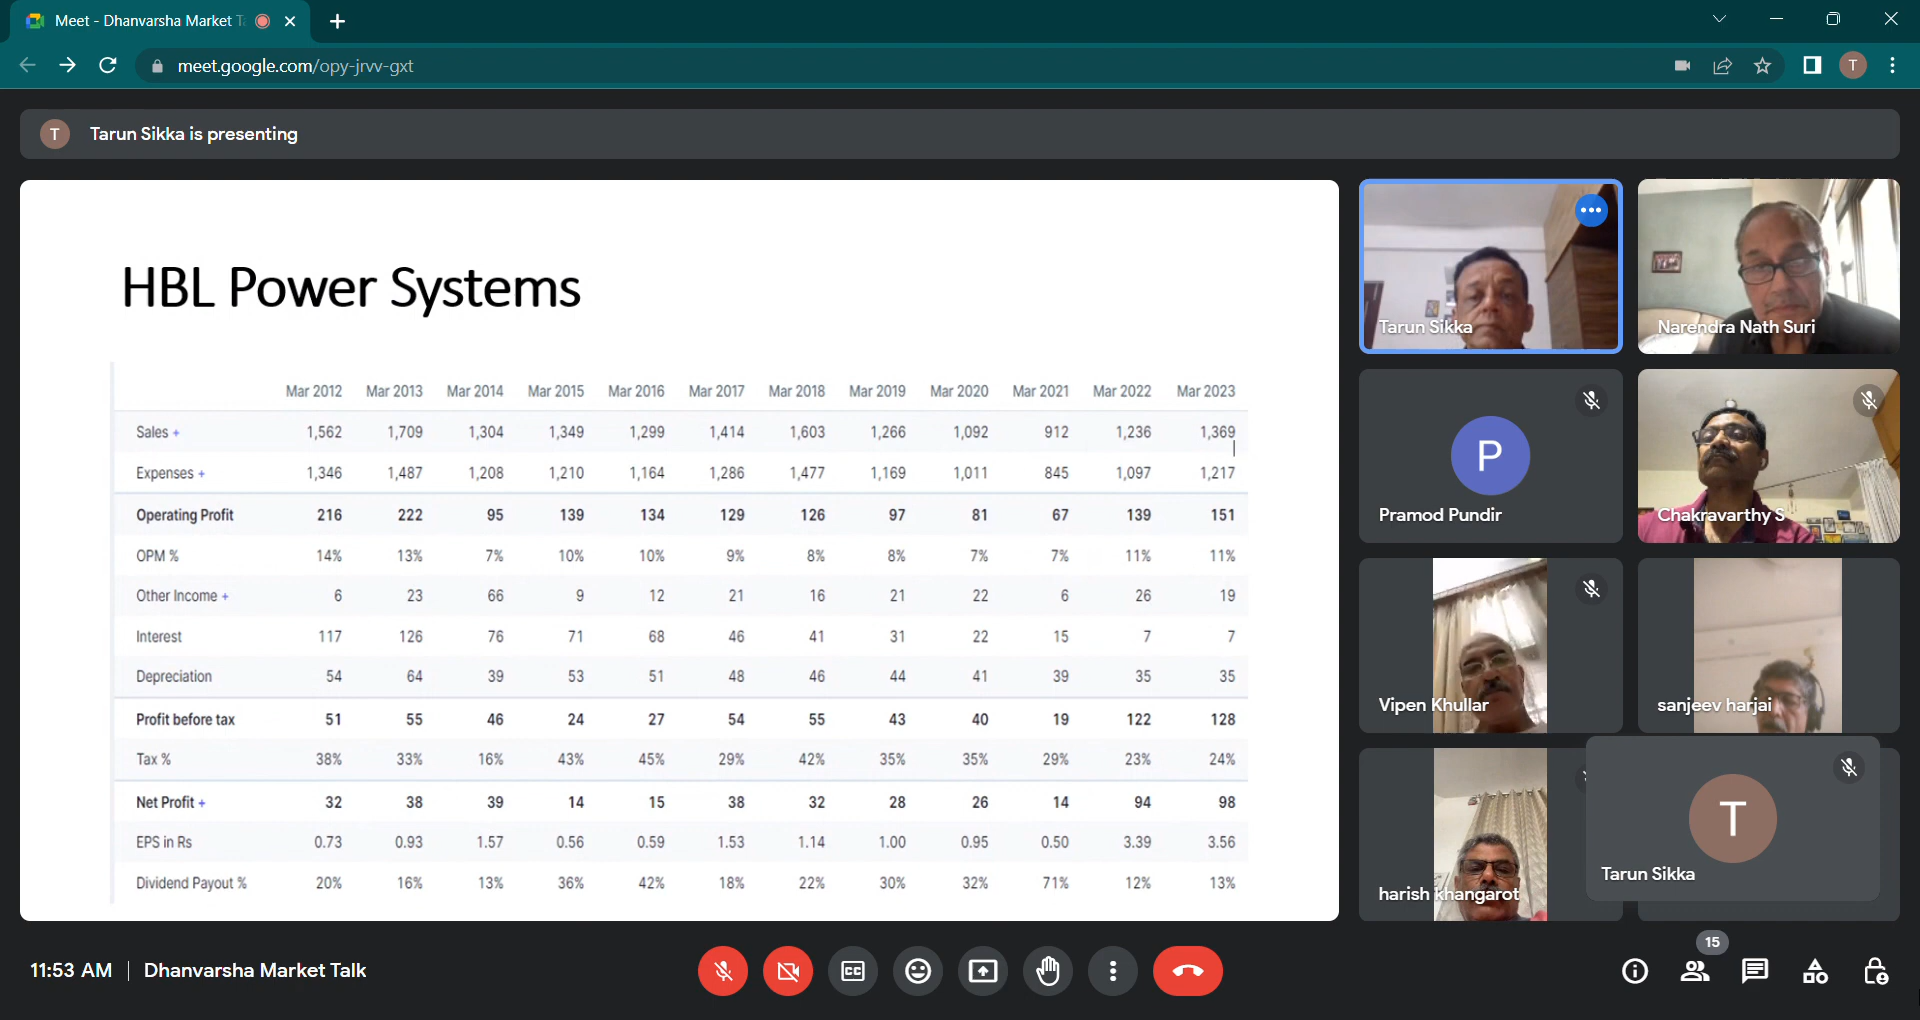 Meet - Dhanvarsha Market T
meet.google.com/opy-jrvv-gxt
T
T
Tarun Sikka is presenting
HBL Power Systems
Mar 2012 Mar 2013 Mar 2014 Mar 2015 Mar 2016 Mar 2017 Mar 2018 Mar 2019 Mar 2020 Mar 2021 Mar 2022 Mar 2023
Sales + 1,562 1,709 1,304 1,349 1,299 1,414 1,603 1,266 1,092 912 1,236 1,369
Expenses + 1,346 1,487 1,208 1,210 1,164 1,286 1,477 1,169 1,011 845 1,097 1,217
Operating Profit 216 222 95 139 134 129 126 97 81 67 139 151
OPM % 14% 13% 7% 10% 10% 9% 8% 8% 7% 7% 11% 11%
Other Income + 6 23 66 9 12 21 16 21 22 6 26 19
Interest 117 126 76 71 68 46 41 31 22 15 7 7
Depreciation 54 64 39 53 51 48 46 44 41 39 35 35
Profit before tax 51 55 46 24 27 54 55 43 40 19 122 128
Tax % 38% 33% 16% 43% 45% 29% 42% 35% 35% 29% 23% 24%
Net Profit + 32 38 39 14 15 38 32 28 26 14 94 98
EPS in Rs 0.73 0.93 1.57 0.56 0.59 1.53 1.14 1.00 0.95 0.50 3.39 3.56
Dividend Payout % 20% 16% 13% 36% 42% 18% 22% 30% 32% 71% 12% 13%
Tarun Sikka
Narendra Nath Suri
P
Pramod Pundir
Chakravarthy S
Vipen Khullar
sanjeev harjai
harish khangarot
T
Tarun Sikka
11:53 AM | Dhanvarsha Market Talk
CC
15